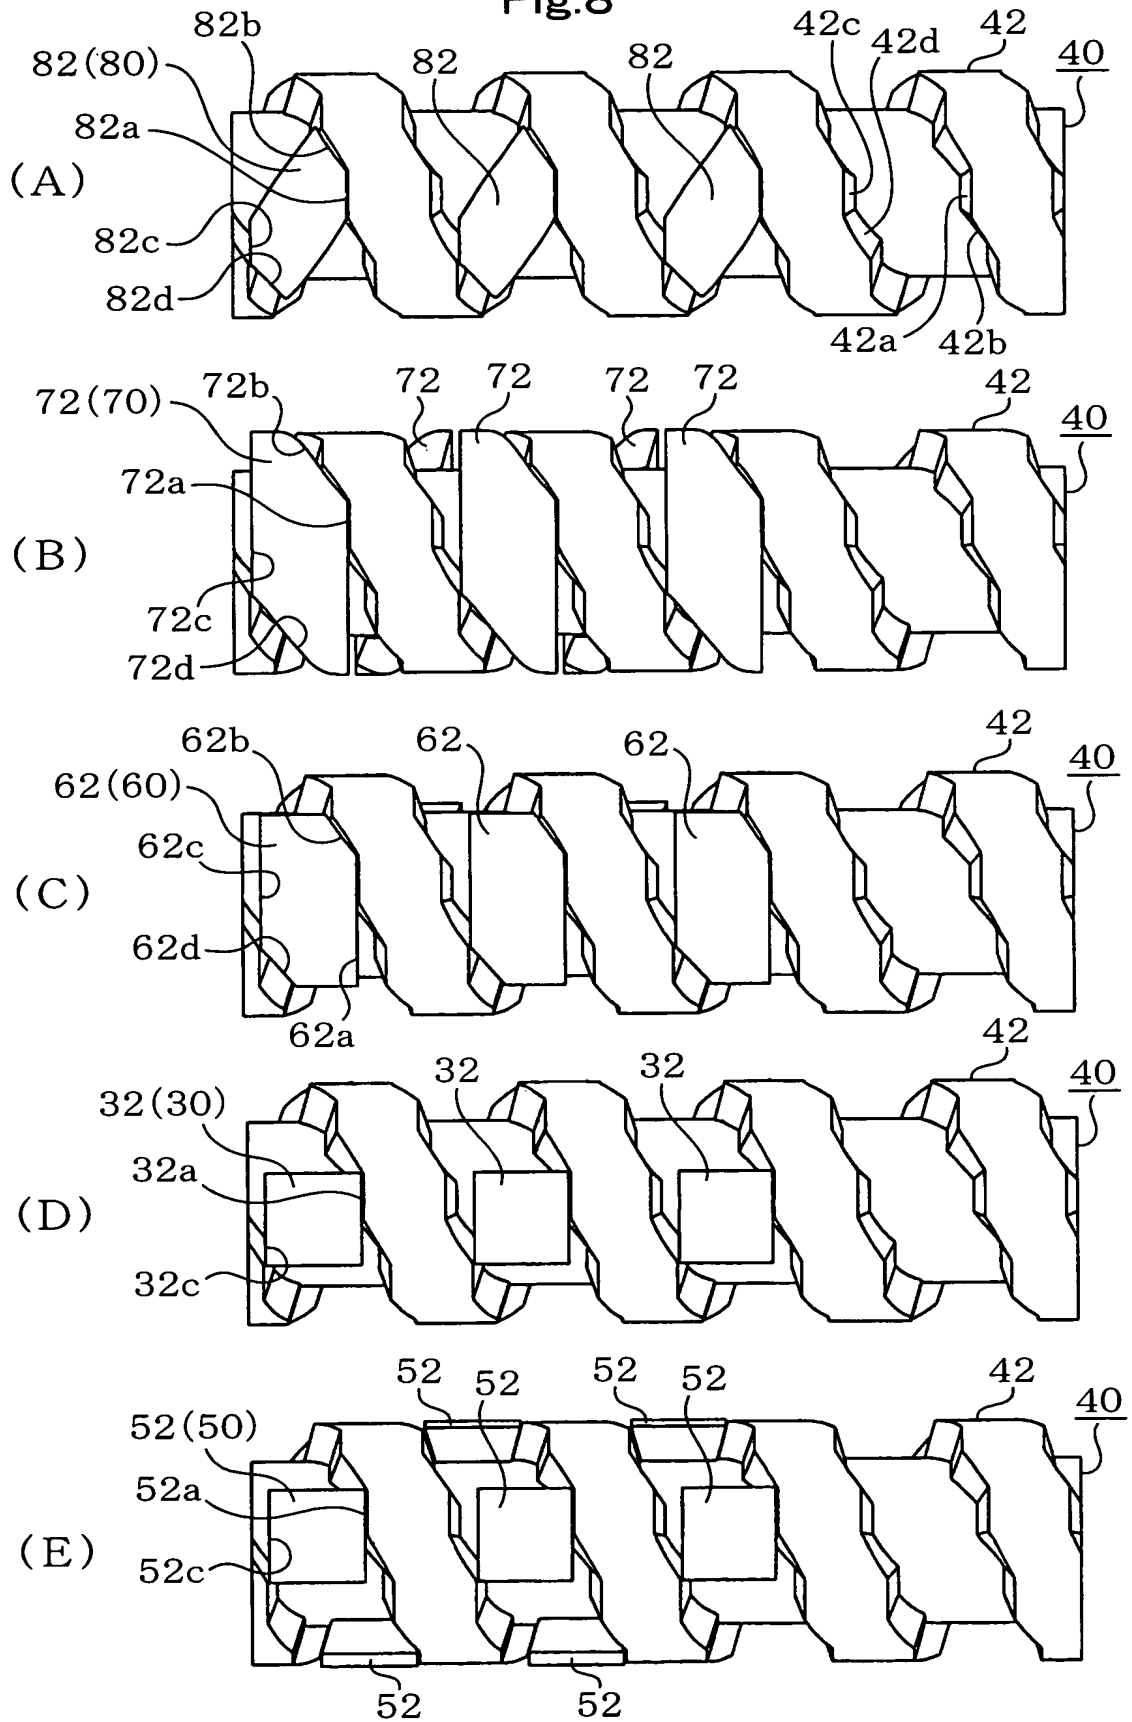 Fig.8
82b
82(80)
82a
82c
82d
82
82
42c
42d
42
40
42a
42b
(A)
72b
72(70)
72a
72c
72d
72
72
72
72
42
40
(B)
62b
62(60)
62c
62d
62a
62
62
42
40
(C)
32(30)
32a
32c
32
32
42
40
(D)
52(50)
52a
52c
52
52
52
52
42
40
52
52
(E)